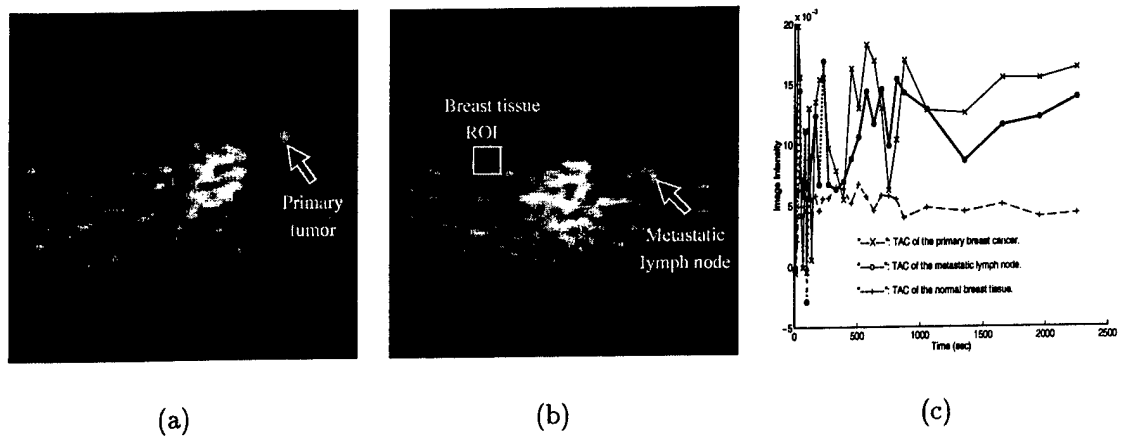 Primary
tumor
(a)
Breast tissue
ROI
Metastatic
lymph node
(b)
20 x 10⁻³
15
10
5
0
-5
Image Intensity
"—X—": TAC of the primary breast cancer.
"—o—": TAC of the metastatic lymph node.
"—+—": TAC of the normal breast tissue.
0 500 1000 1500 2000 2500
Time (sec)
(c)